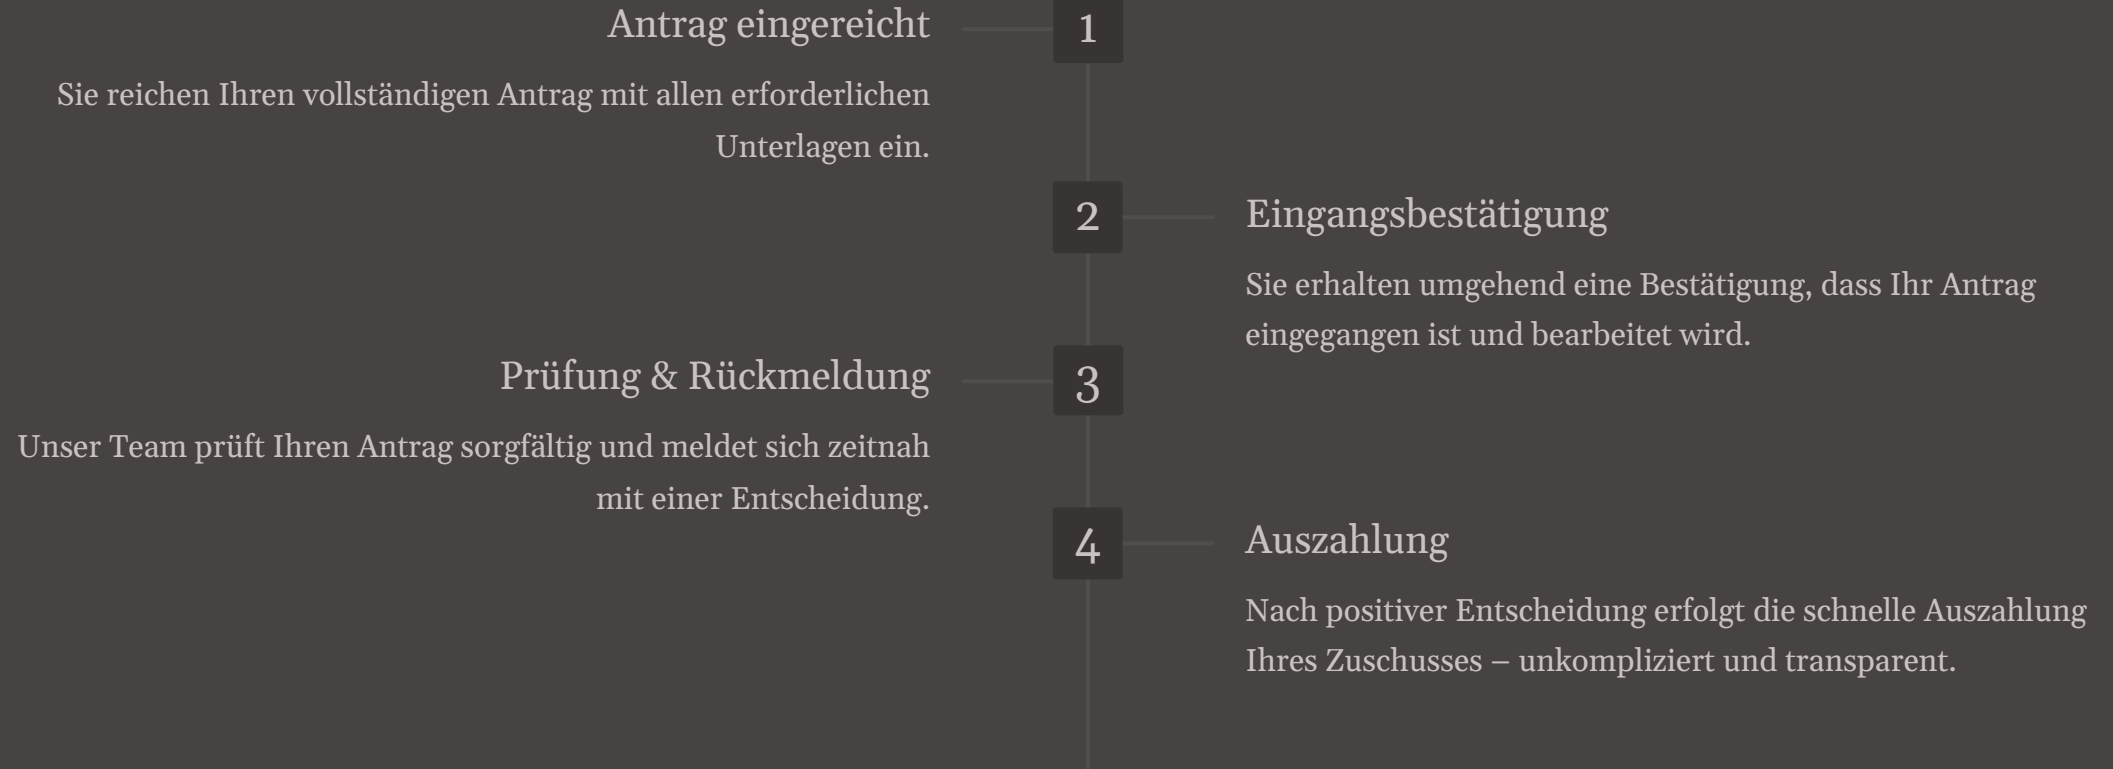 Antrag eingereicht
1
Sie reichen Ihren vollständigen Antrag mit allen erforderlichen
Unterlagen ein.
2
Eingangsbestätigung
Sie erhalten umgehend eine Bestätigung, dass Ihr Antrag
eingegangen ist und bearbeitet wird.
Prüfung & Rückmeldung
3
Unser Team prüft Ihren Antrag sorgfältig und meldet sich zeitnah
mit einer Entscheidung.
4
Auszahlung
Nach positiver Entscheidung erfolgt die schnelle Auszahlung
Ihres Zuschusses – unkompliziert und transparent.